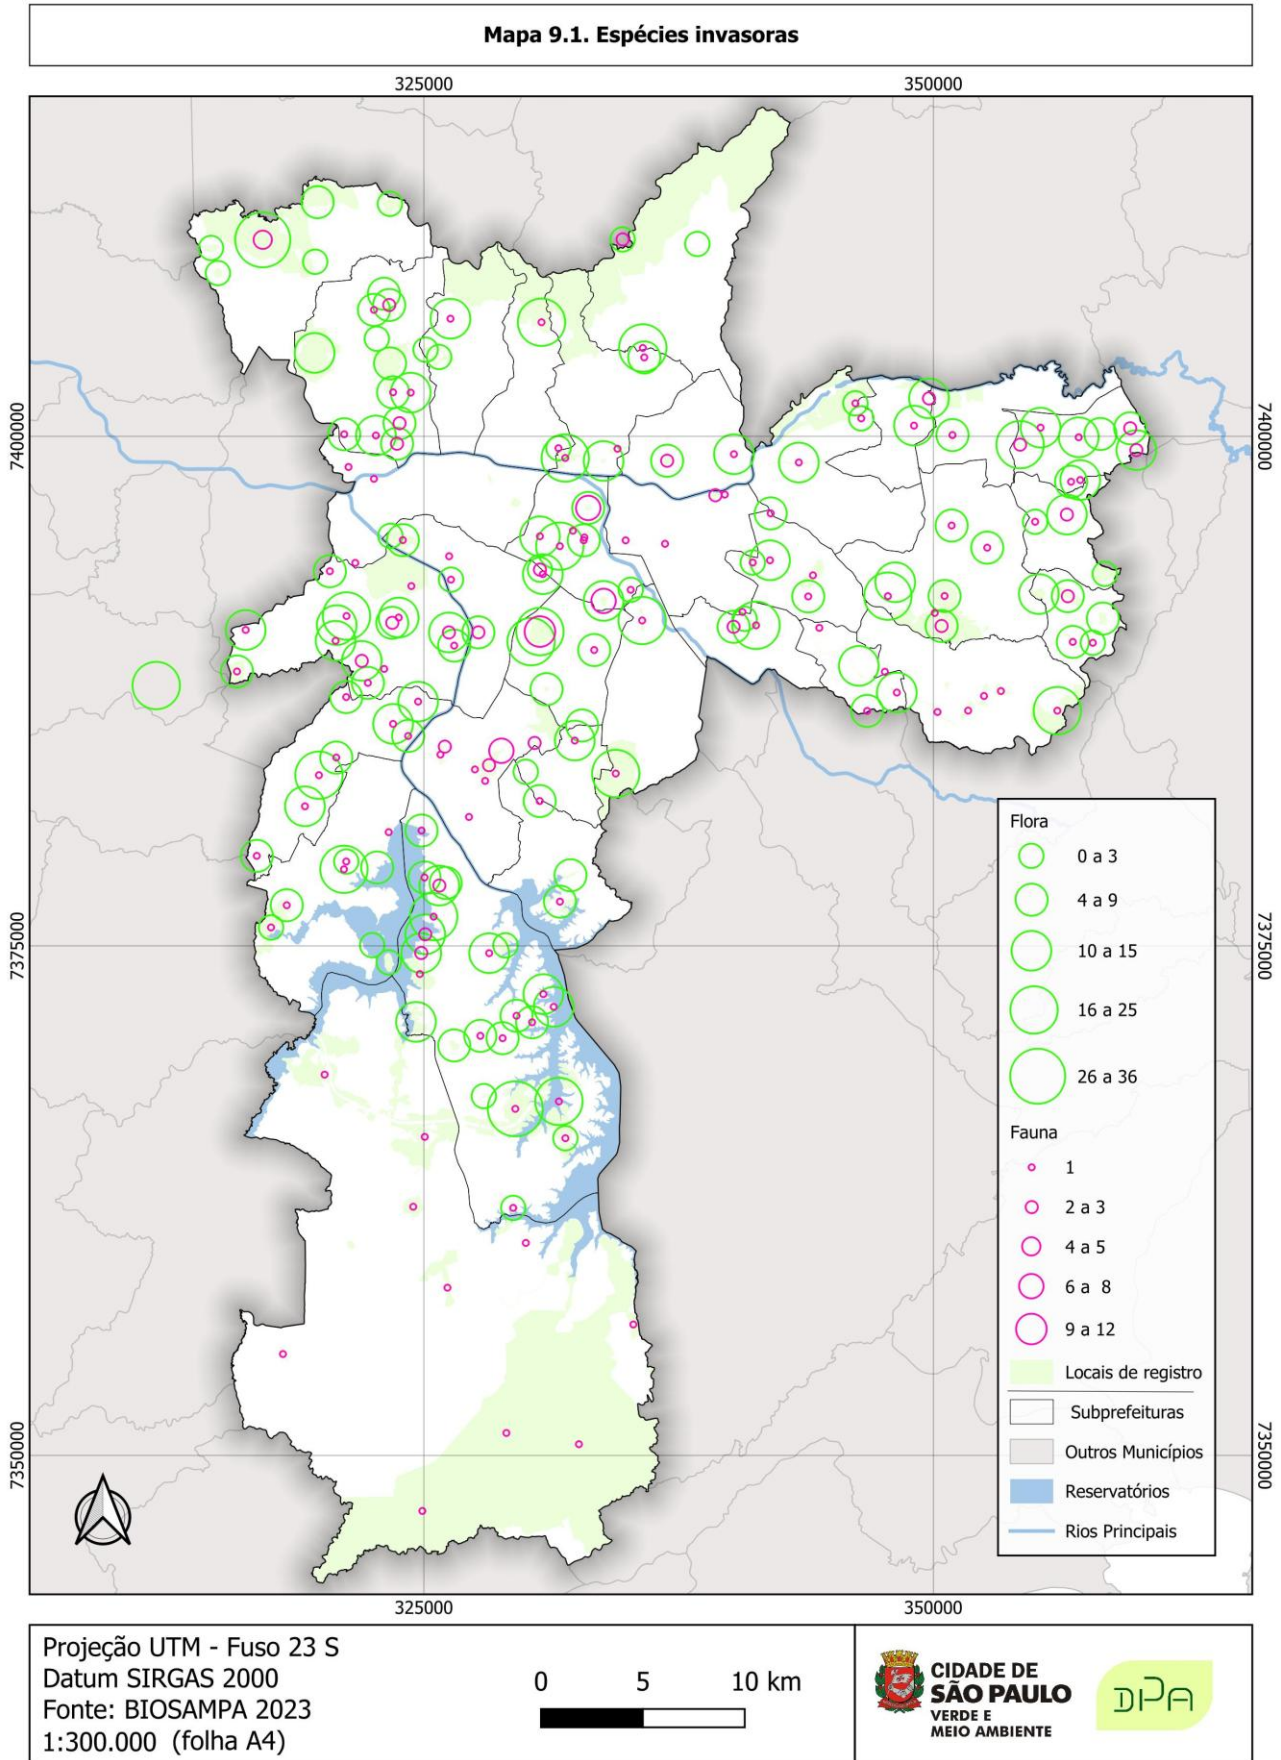 Mapa 9.1. Espécies invasoras
325000
350000
7400000
7400000
7375000
7375000
7350000
7350000
Flora
0 a 3
4 a 9
10 a 15
16 a 25
26 a 36
Fauna
1
2 a 3
4 a 5
6 a 8
9 a 12
Locais de registro
Subprefeituras
Outros Municípios
Reservatórios
Rios Principais
325000
350000
Projeção UTM - Fuso 23 S
Datum SIRGAS 2000
Fonte: BIOSAMPA 2023
1:300.000 (folha A4)
0 5 10 km
CIDADE DE
SÃO PAULO
VERDE E
MEIO AMBIENTE
DPA